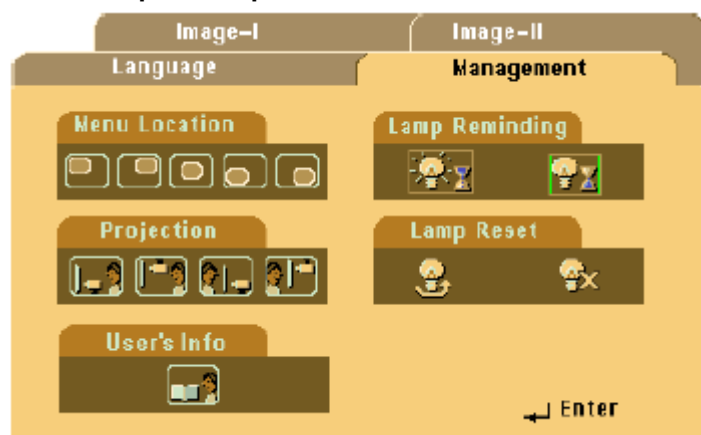 Image-I
Image-II
Language
Management
Menu Location
Lamp Reminding
Projection
Lamp Reset
User's Info
Enter